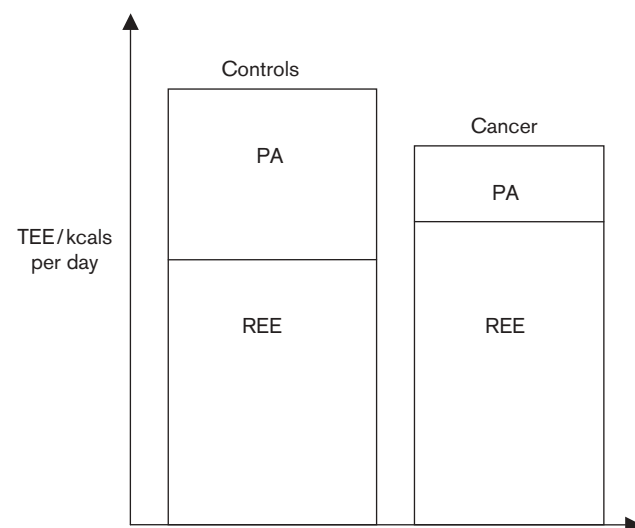 Controls
Cancer
PA
PA
TEE/kcals
per day
REE
REE